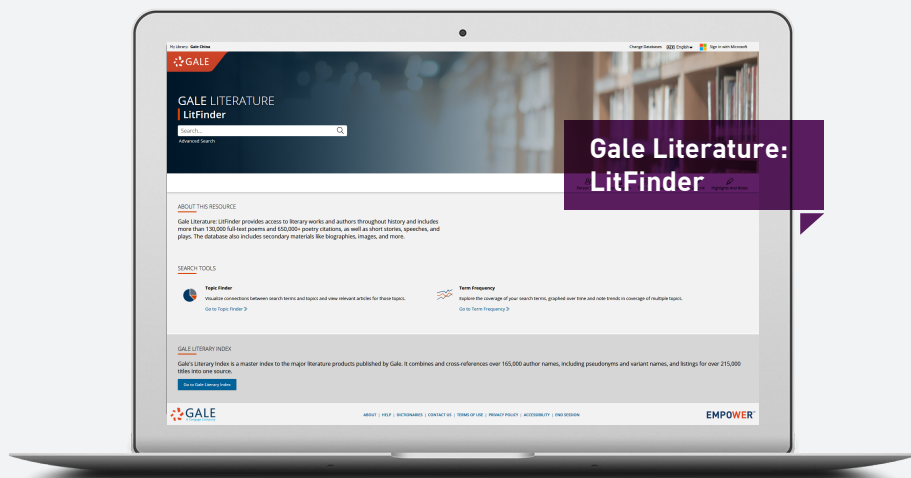 My Library: Gale China
Change Databases English Sign in with Microsoft
GALE
GALE LITERATURE
LitFinder
Search...
Advanced Search
Gale Literature:
LitFinder
Highlights and Notes
ABOUT THIS RESOURCE
Gale Literature: LitFinder provides access to literary works and authors throughout history and includes
more than 130,000 full-text poems and 650,000+ poetry citations, as well as short stories, speeches, and
plays. The database also includes secondary materials like biographies, images, and more.
SEARCH TOOLS
Topic Finder
Visualize connections between search terms and topics and view relevant articles for those topics.
Go to Topic Finder
Term Frequency
Explore the coverage of your search terms, graphed over time and note trends in coverage of multiple topics.
Go to Term Frequency
GALE LITERARY INDEX
Gale's Literary Index is a master index to the major literature products published by Gale. It combines and cross-references over 165,000 author names, including pseudonyms and variant names, and listings for over 215,000
titles into one source.
Go to Gale Literary Index
GALE
A Cengage Company
ABOUT | HELP | DICTIONARIES | CONTACT US | TERMS OF USE | PRIVACY POLICY | ACCESSIBILITY | END SESSION
EMPOWER